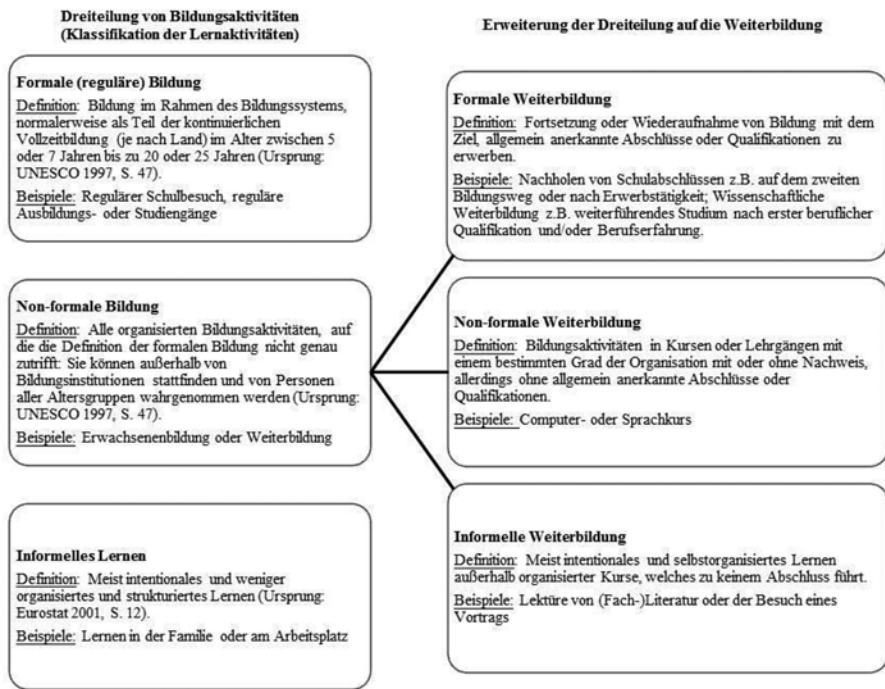 Dreiteilung von Bildungsaktivitäten
(Klassifikation der Lernaktivitäten)
Formale (reguläre) Bildung
Definition: Bildung im Rahmen des Bildungssystems,
normalerweise als Teil der kontinuierlichen
Vollzeitbildung (je nach Land) im Alter zwischen 5
oder 7 Jahren bis zu 20 oder 25 Jahren (Ursprung:
UNESCO 1997, S. 47).
Beispiele: Regulärer Schulbesuch, reguläre
Ausbildungs- oder Studiengänge
Non-formale Bildung
Definition: Alle organisierten Bildungsaktivitäten, auf
die die Definition der formalen Bildung nicht genau
zutrifft: Sie können außerhalb von
Bildungsinstitutionen stattfinden und von Personen
aller Altersgruppen wahrgenommen werden (Ursprung:
UNESCO 1997, S. 47).
Beispiele: Erwachsenenbildung oder Weiterbildung
Informelles Lernen
Definition: Meist intentionales und weniger
organisiertes und strukturiertes Lernen (Ursprung:
Eurostat 2001, S. 12).
Beispiele: Lernen in der Familie oder am Arbeitsplatz
Erweiterung der Dreiteilung auf die Weiterbildung
Formale Weiterbildung
Definition: Fortsetzung oder Wiederaufnahme von Bildung mit dem
Ziel, allgemein anerkannte Abschlüsse oder Qualifikationen zu
erwerben.
Beispiele: Nachholen von Schulabschlüssen z.B. auf dem zweiten
Bildungsweg oder nach Erwerbstätigkeit; Wissenschaftliche
Weiterbildung z.B. weiterführendes Studium nach erster beruflicher
Qualifikation und/oder Berufserfahrung.
Non-formale Weiterbildung
Definition: Bildungsaktivitäten in Kursen oder Lehrgängen mit
einem bestimmten Grad der Organisation mit oder ohne Nachweis,
allerdings ohne allgemein anerkannte Abschlüsse oder
Qualifikationen.
Beispiele: Computer- oder Sprachkurs
Informelle Weiterbildung
Definition: Meist intentionales und selbstorganisiertes Lernen
außerhalb organisierter Kurse, welches zu keinem Abschluss führt.
Beispiele: Lektüre von (Fach-)Literatur oder der Besuch eines
Vortrags